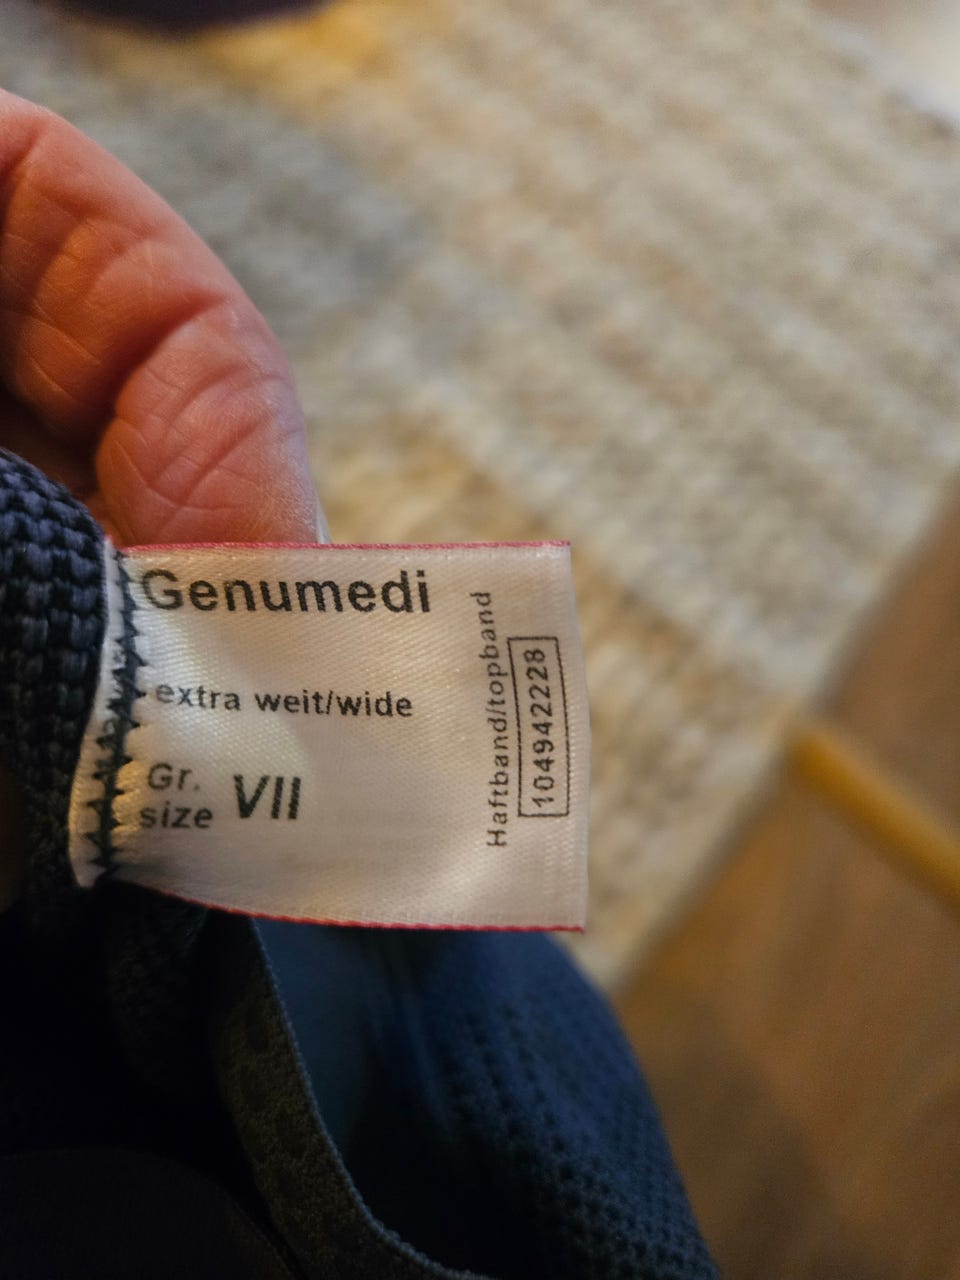 Genumedi
extra weit/wide
Gr.
size VII
Haftband/topband
104942228